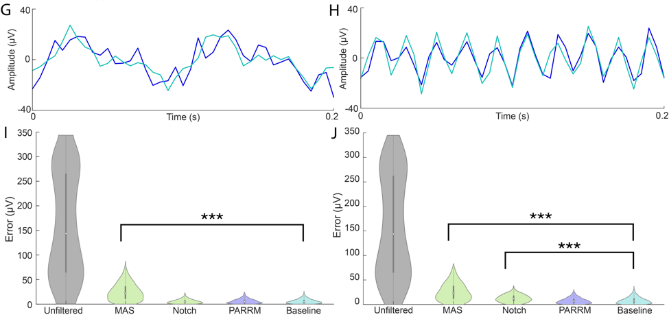 G
40
0
-40
Amplitude (µV)
0
Time (s)
0.2
H
40
0
-40
Amplitude (µV)
0
Time (s)
0.2
I
350
300
250
200
150
100
50
0
Error (µV)
***
Unfiltered MAS Notch PARRM Baseline
J
350
300
250
200
150
100
50
0
Error (µV)
***
***
Unfiltered MAS Notch PARRM Baseline